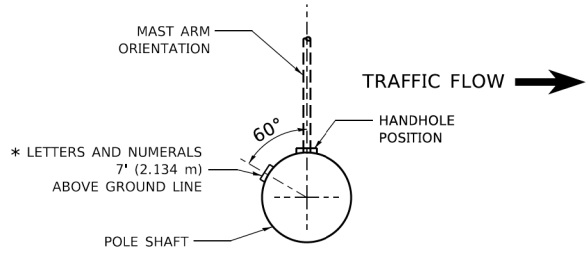 MAST ARM
ORIENTATION
TRAFFIC FLOW
HANDHOLE
POSITION
60°
* LETTERS AND NUMERALS
7' (2.134 m)
ABOVE GROUND LINE
POLE SHAFT